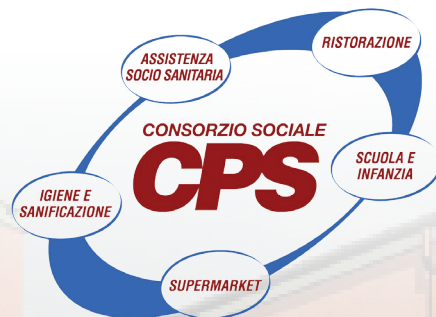 RISTORAZIONE
ASSISTENZA
SOCIO SANITARIA
CONSORZIO SOCIALE
CPS
SCUOLA E
INFANZIA
IGIENE E
SANIFICAZIONE
SUPERMARKET